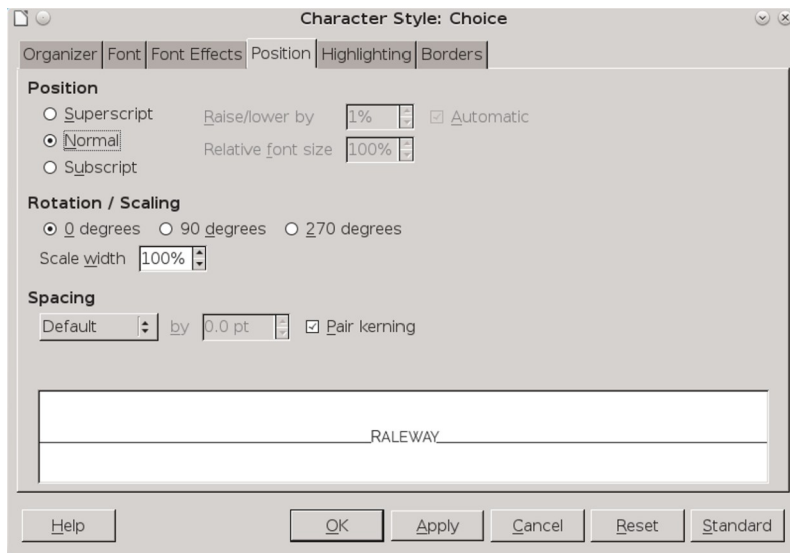 Character Style: Choice
Organizer Font Font Effects Position Highlighting Borders
Position
Superscript Raise/lower by 1% Automatic
Normal
Relative font size 100%
Subscript
Rotation / Scaling
0 degrees 90 degrees 270 degrees
Scale width 100%
Spacing
Default by 0.0 pt Pair kerning
RALEWAY
Help OK Apply Cancel Reset Standard